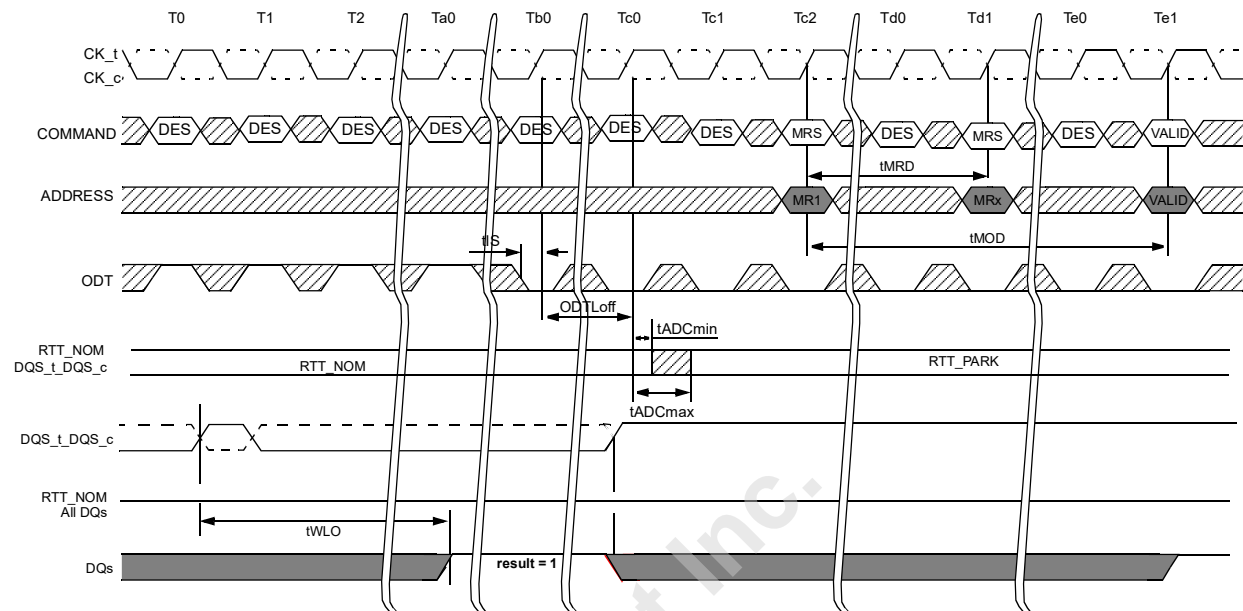 T0 T1 T2 Ta0 Tb0 Tc0 Tc1 Tc2 Td0 Td1 Te0 Te1
CK_t
CK_c
COMMAND DES DES DES DES DES DES DES MRS DES MRS DES VALID
tMRD
ADDRESS MR1 MRx VALID
tIS tMOD
ODT
ODTLoff
tADCmin
RTT_NOM
DQS_t_DQS_c RTT_NOM RTT_PARK
tADCmax
DQS_t_DQS_c
RTT_NOM
All DQs
tWLO
DQs result = 1
t Inc.